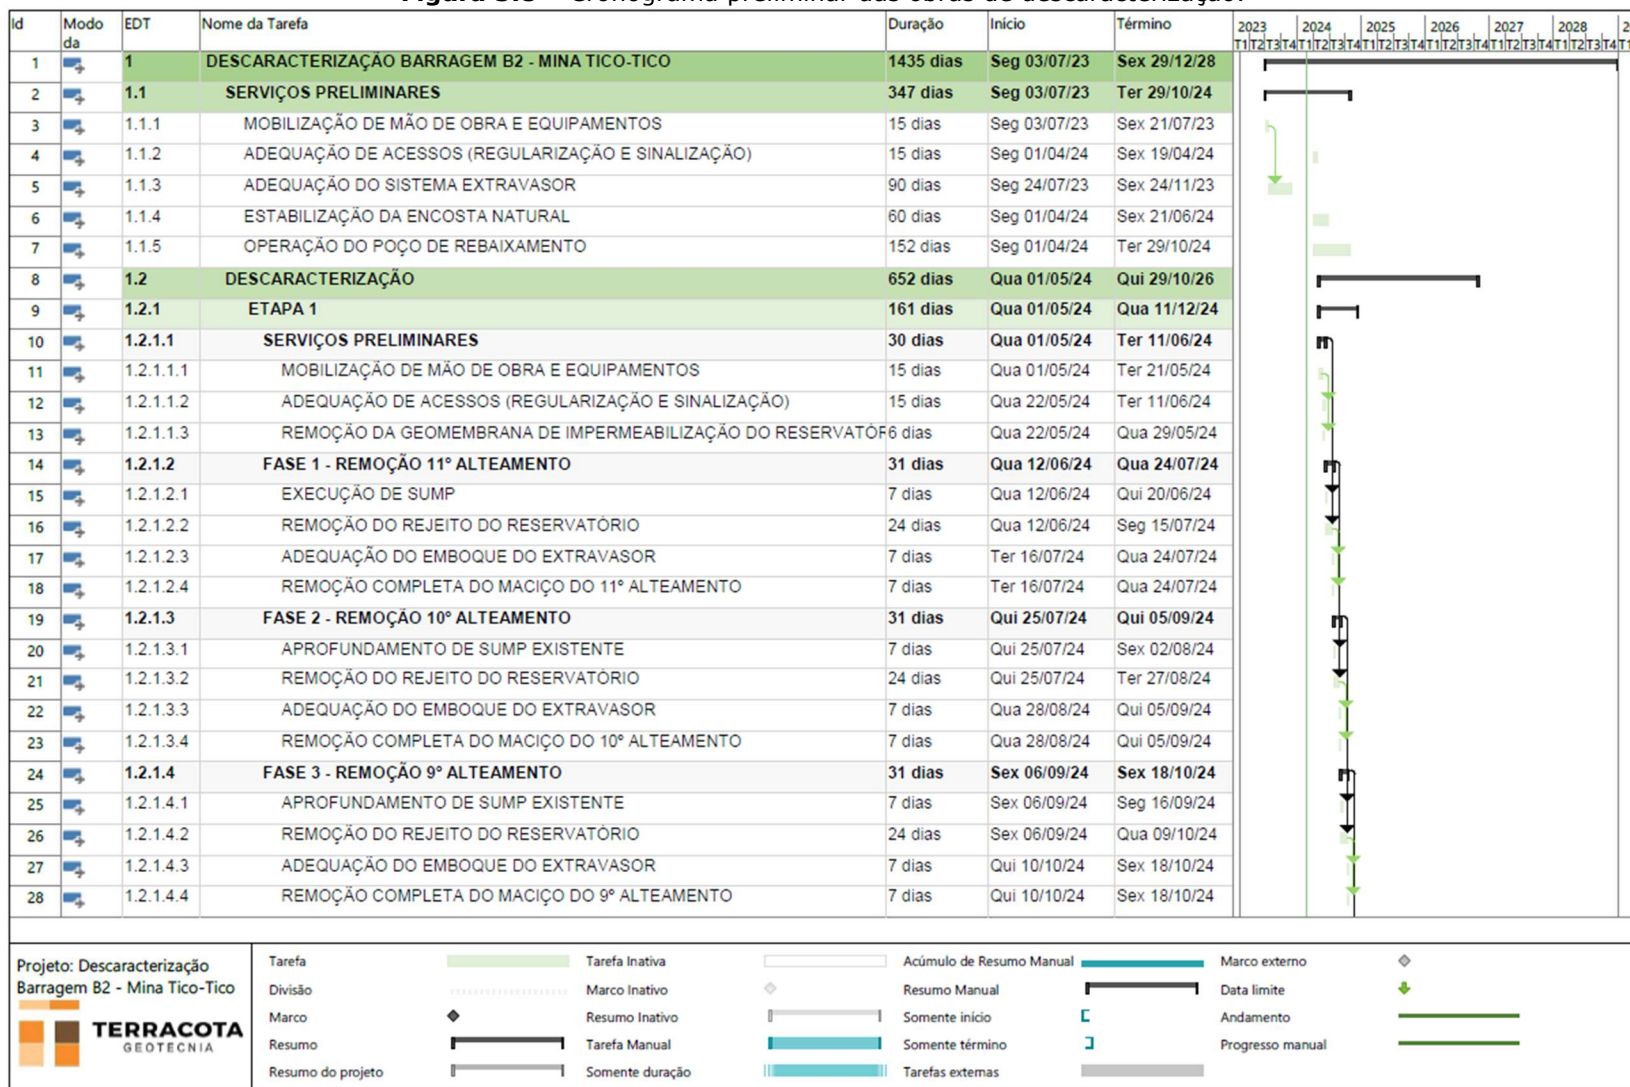 Id Modo da EDT Nome da Tarefa Duração Início Término 2023 2024 2025 2026 2027 2028
T1 T2 T3 T4 T1 T2 T3 T4 T1 T2 T3 T4 T1 T2 T3 T4 T1 T2 T3 T4 T1 T2 T3 T4 T1
1 1 DESCARACTERIZAÇÃO BARRAGEM B2 - MINA TICO-TICO 1435 dias Seg 03/07/23 Sex 29/12/28
2 1.1 SERVIÇOS PRELIMINARES 347 dias Seg 03/07/23 Ter 29/10/24
3 1.1.1 MOBILIZAÇÃO DE MÃO DE OBRA E EQUIPAMENTOS 15 dias Seg 03/07/23 Sex 21/07/23
4 1.1.2 ADEQUAÇÃO DE ACESSOS (REGULARIZAÇÃO E SINALIZAÇÃO) 15 dias Seg 01/04/24 Sex 19/04/24
5 1.1.3 ADEQUAÇÃO DO SISTEMA EXTRAVASOR 90 dias Seg 24/07/23 Sex 24/11/23
6 1.1.4 ESTABILIZAÇÃO DA ENCOSTA NATURAL 60 dias Seg 01/04/24 Sex 21/06/24
7 1.1.5 OPERAÇÃO DO POÇO DE REBAIXAMENTO 152 dias Seg 01/04/24 Ter 29/10/24
8 1.2 DESCARACTERIZAÇÃO 652 dias Qua 01/05/24 Qui 29/10/26
9 1.2.1 ETAPA 1 161 dias Qua 01/05/24 Qua 11/12/24
10 1.2.1.1 SERVIÇOS PRELIMINARES 30 dias Qua 01/05/24 Ter 11/06/24
11 1.2.1.1.1 MOBILIZAÇÃO DE MÃO DE OBRA E EQUIPAMENTOS 15 dias Qua 01/05/24 Ter 21/05/24
12 1.2.1.1.2 ADEQUAÇÃO DE ACESSOS (REGULARIZAÇÃO E SINALIZAÇÃO) 15 dias Qua 22/05/24 Ter 11/06/24
13 1.2.1.1.3 REMOÇÃO DA GEOMEMBRANA DE IMPERMEABILIZAÇÃO DO RESERVATÓR 6 dias Qua 22/05/24 Qua 29/05/24
14 1.2.1.2 FASE 1 - REMOÇÃO 11º ALTEAMENTO 31 dias Qua 12/06/24 Qua 24/07/24
15 1.2.1.2.1 EXECUÇÃO DE SUMP 7 dias Qua 12/06/24 Qui 20/06/24
16 1.2.1.2.2 REMOÇÃO DO REJEITO DO RESERVATÓRIO 24 dias Qua 12/06/24 Seg 15/07/24
17 1.2.1.2.3 ADEQUAÇÃO DO EMBOQUE DO EXTRAVASOR 7 dias Ter 16/07/24 Qua 24/07/24
18 1.2.1.2.4 REMOÇÃO COMPLETA DO MACIÇO DO 11º ALTEAMENTO 7 dias Ter 16/07/24 Qua 24/07/24
19 1.2.1.3 FASE 2 - REMOÇÃO 10º ALTEAMENTO 31 dias Qui 25/07/24 Qui 05/09/24
20 1.2.1.3.1 APROFUNDAMENTO DE SUMP EXISTENTE 7 dias Qui 25/07/24 Sex 02/08/24
21 1.2.1.3.2 REMOÇÃO DO REJEITO DO RESERVATÓRIO 24 dias Qui 25/07/24 Ter 27/08/24
22 1.2.1.3.3 ADEQUAÇÃO DO EMBOQUE DO EXTRAVASOR 7 dias Qua 28/08/24 Qui 05/09/24
23 1.2.1.3.4 REMOÇÃO COMPLETA DO MACIÇO DO 10º ALTEAMENTO 7 dias Qua 28/08/24 Qui 05/09/24
24 1.2.1.4 FASE 3 - REMOÇÃO 9º ALTEAMENTO 31 dias Sex 06/09/24 Sex 18/10/24
25 1.2.1.4.1 APROFUNDAMENTO DE SUMP EXISTENTE 7 dias Sex 06/09/24 Seg 16/09/24
26 1.2.1.4.2 REMOÇÃO DO REJEITO DO RESERVATÓRIO 24 dias Sex 06/09/24 Qua 09/10/24
27 1.2.1.4.3 ADEQUAÇÃO DO EMBOQUE DO EXTRAVASOR 7 dias Qui 10/10/24 Sex 18/10/24
28 1.2.1.4.4 REMOÇÃO COMPLETA DO MACIÇO DO 9º ALTEAMENTO 7 dias Qui 10/10/24 Sex 18/10/24
Projeto: Descaracterização
Barragem B2 - Mina Tico-Tico
TERRACOTA
GEOTECNIA
Tarefa Tarefa Inativa Acúmulo de Resumo Manual Marco externo
Divisão Marco Inativo Resumo Manual Data limite
Marco Resumo Inativo Somente início Andamento
Resumo Tarefa Manual Somente término Progresso manual
Resumo do projeto Somente duração Tarefas externas